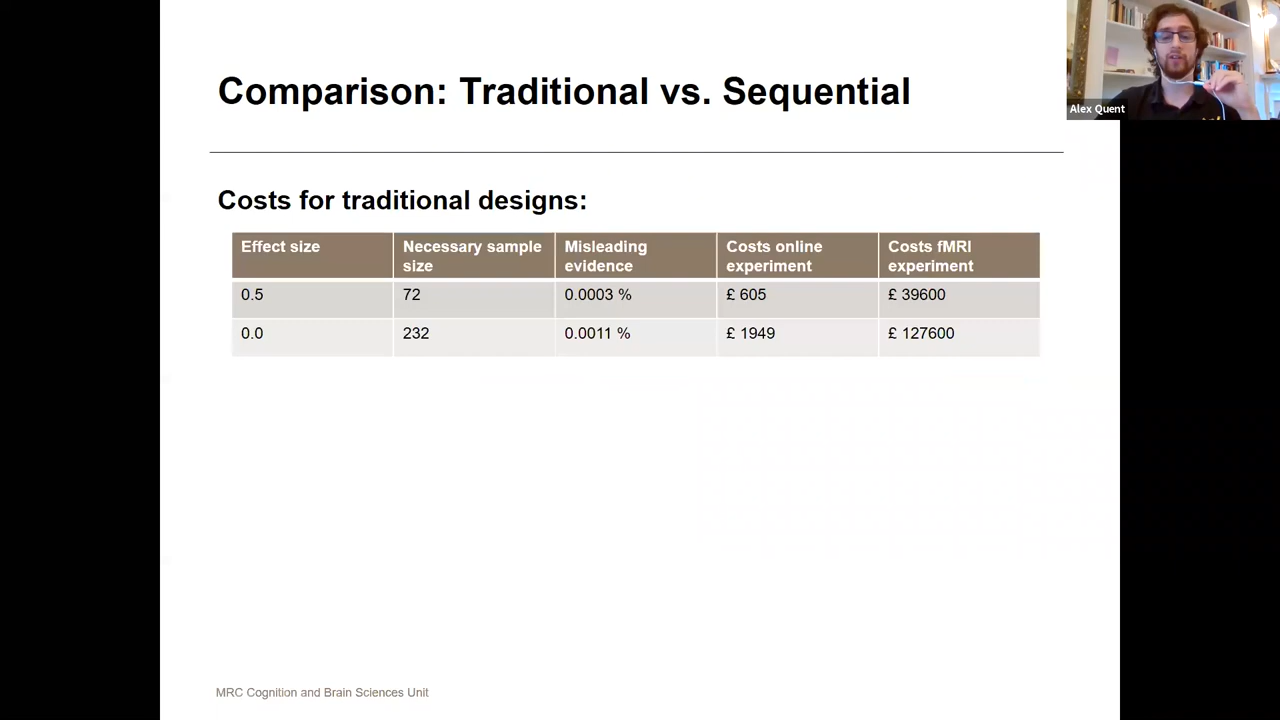 Comparison: Traditional vs. Sequential
Alex Quent
Costs for traditional designs:
Effect size Necessary sample size Misleading evidence Costs online experiment Costs fMRI experiment
0.5 72 0.0003 % £ 605 £ 39600
0.0 232 0.0011 % £ 1949 £ 127600
MRC Cognition and Brain Sciences Unit